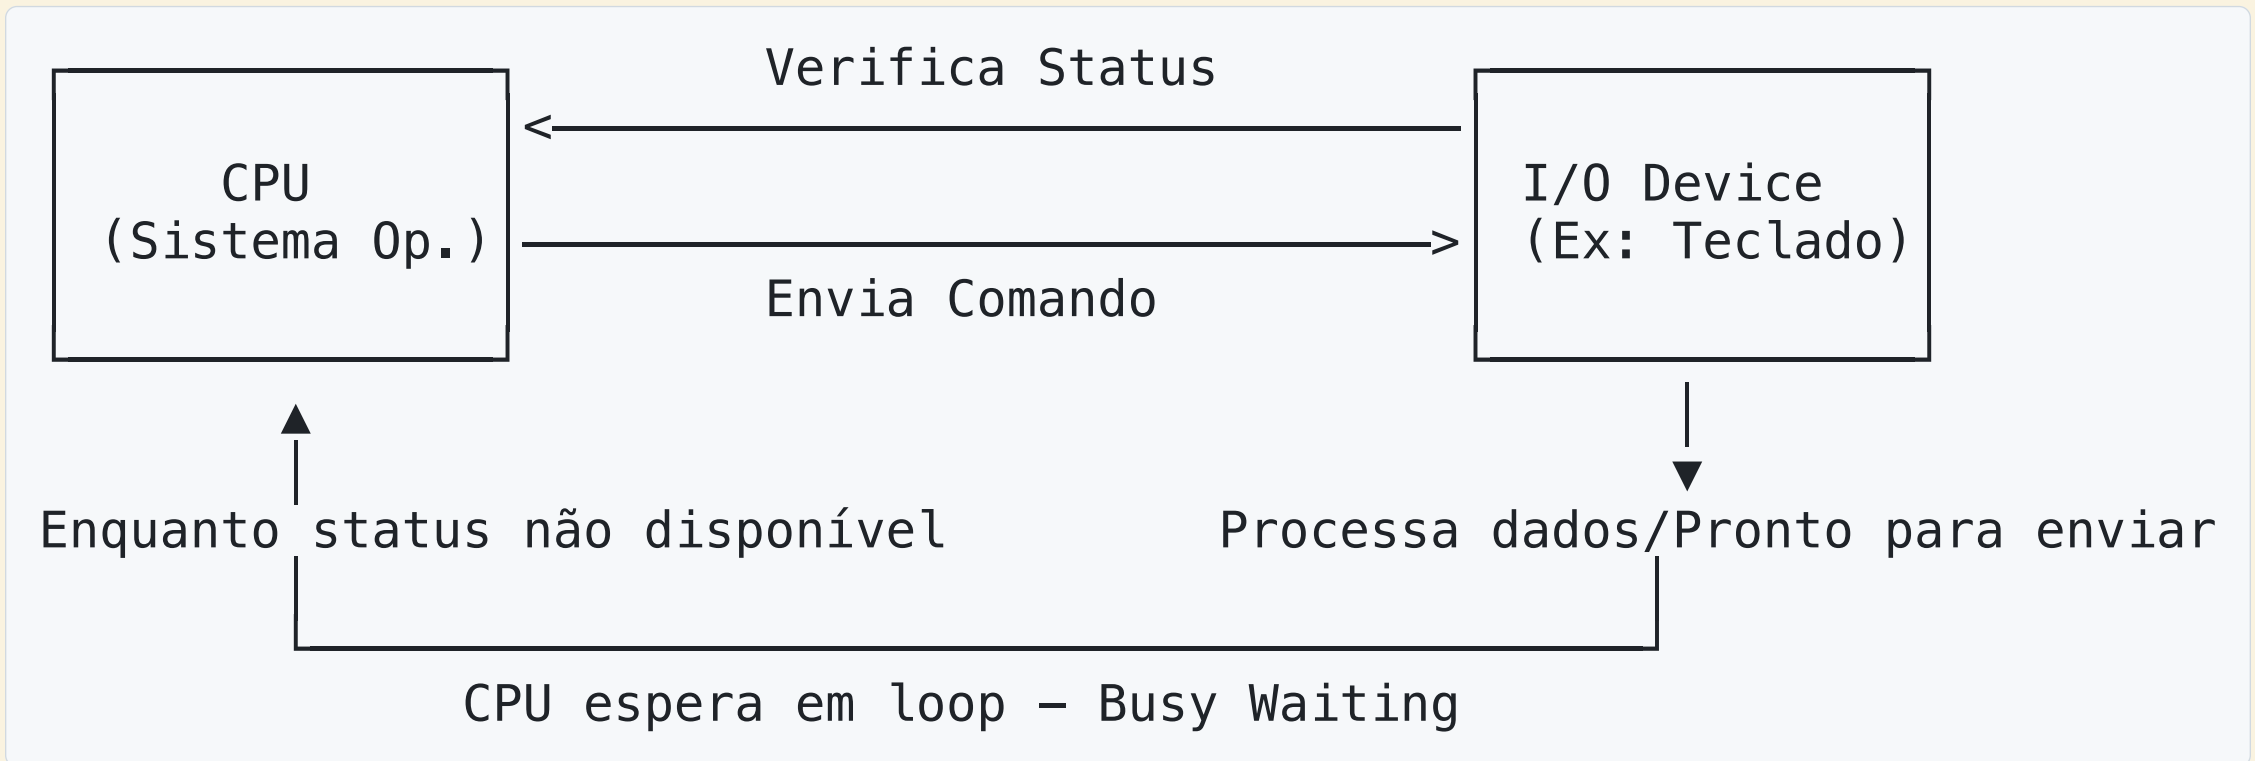 Verifica Status
CPU
(Sistema Op.)
I/O Device
(Ex: Teclado)
Envia Comando
Enquanto status não disponível
Processa dados/Pronto para enviar
CPU espera em loop – Busy Waiting